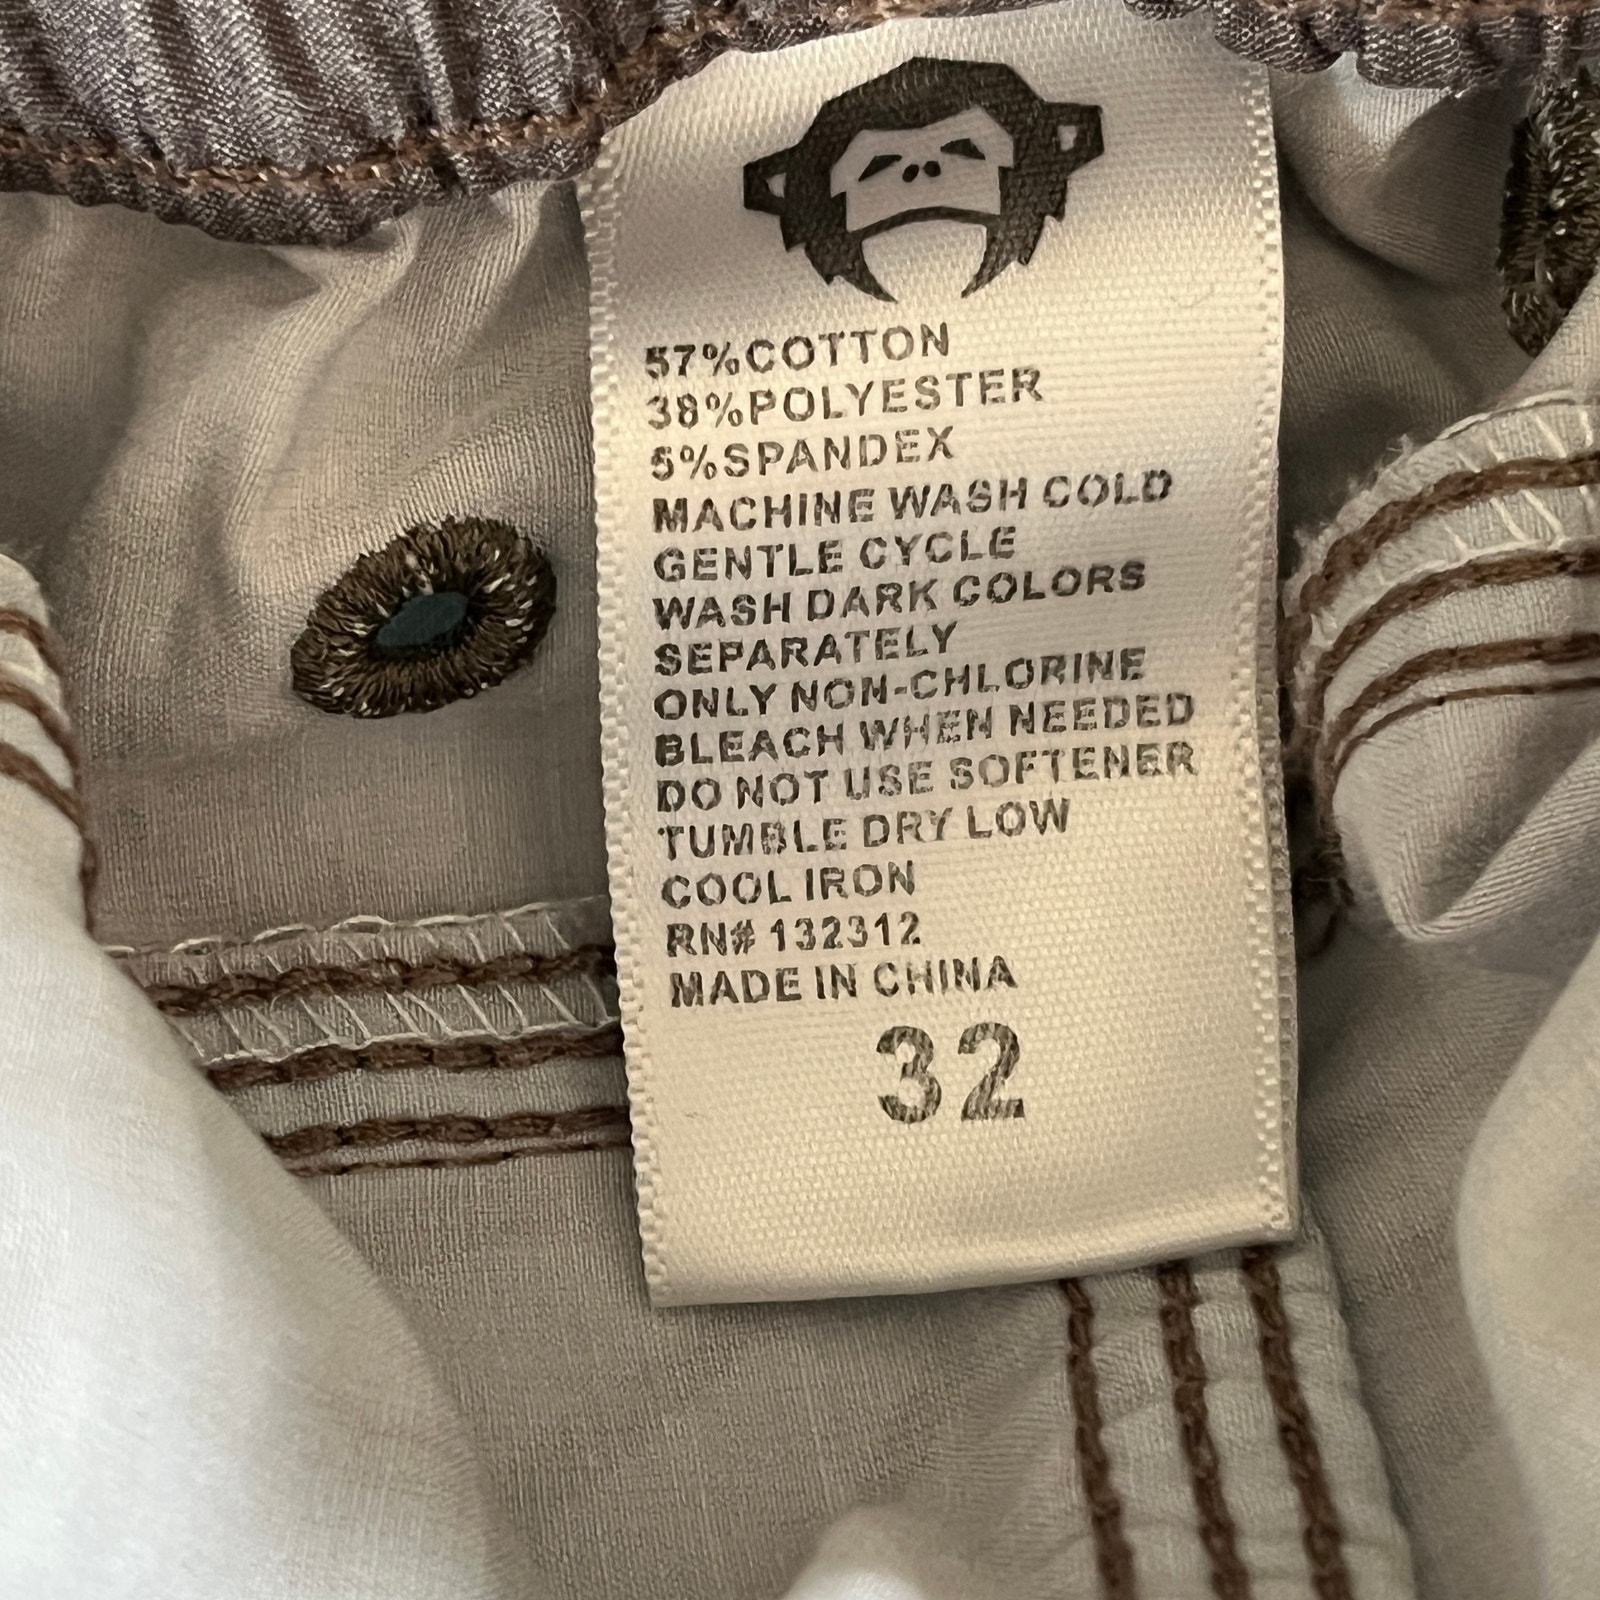 57%COTTON
38%POLYESTER
5%SPANDEX
MACHINE WASH COLD
GENTLE CYCLE
WASH DARK COLORS
SEPARATELY
ONLY NON-CHLORINE
BLEACH WHEN NEEDED
DO NOT USE SOFTENER
TUMBLE DRY LOW
COOL IRON
RN# 132312
MADE IN CHINA
32